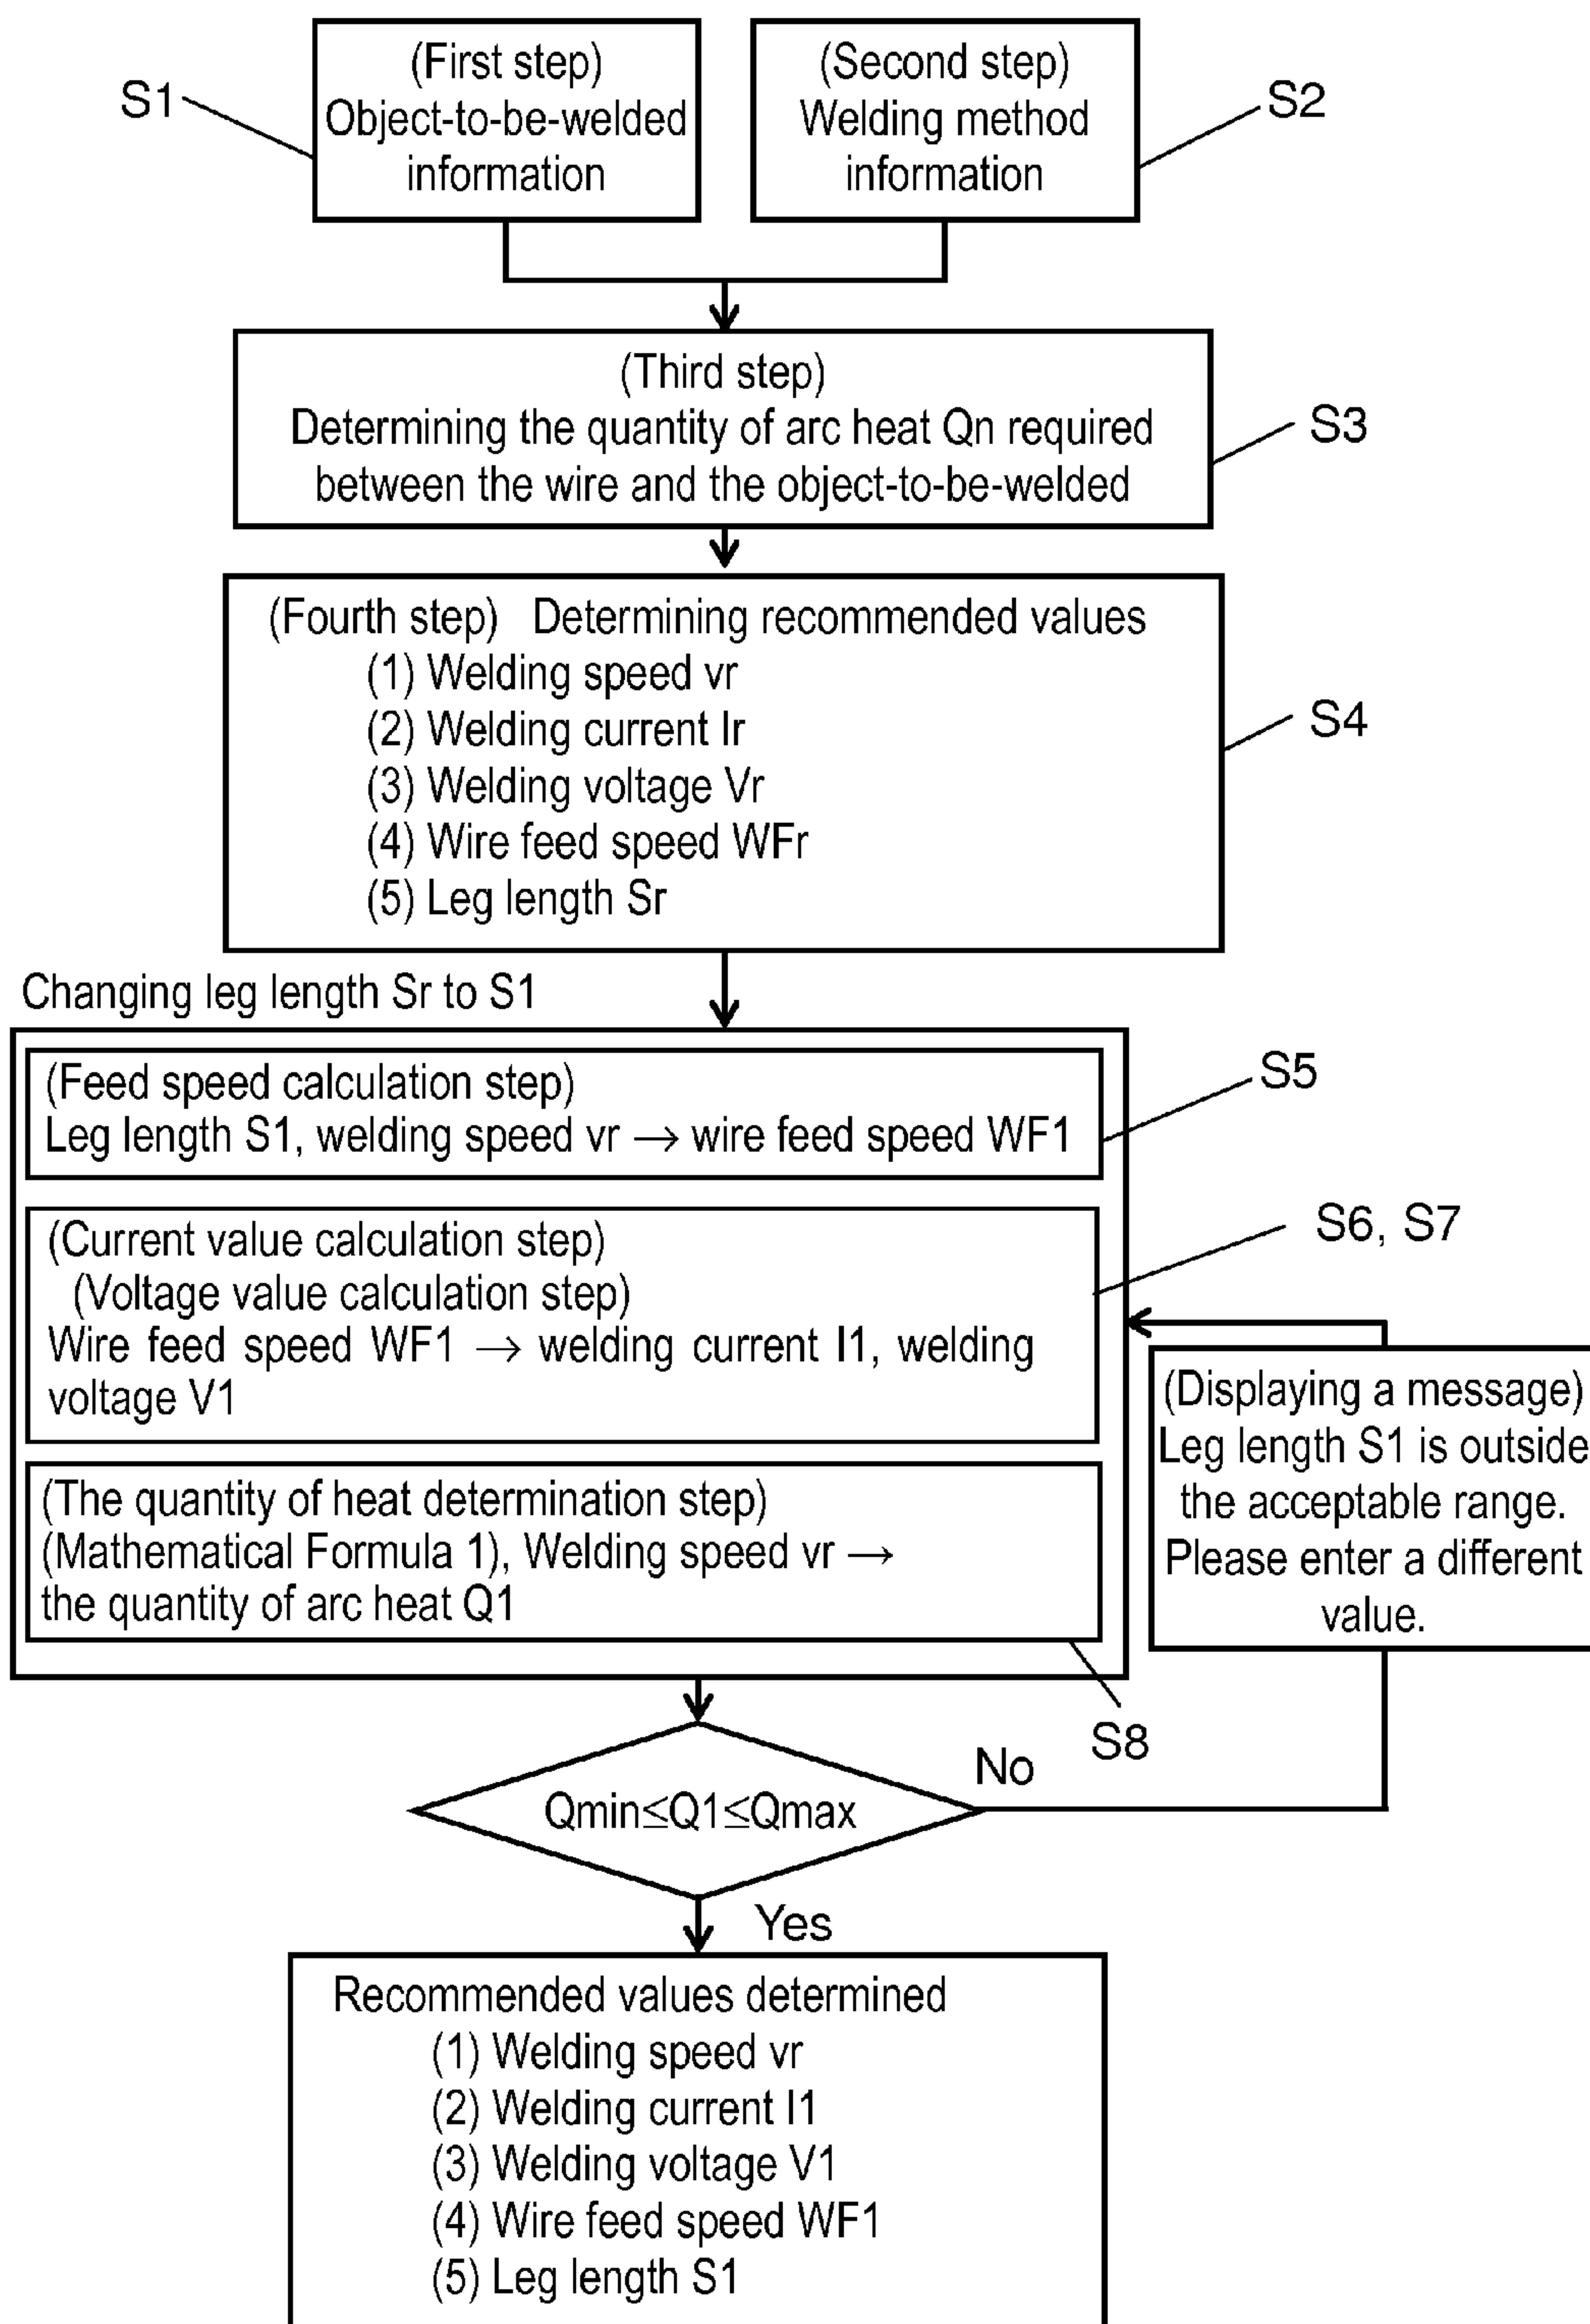 (First step)
Object-to-be-welded
information
S1
(Second step)
Welding method
information
S2
(Third step)
Determining the quantity of arc heat Qn required
between the wire and the object-to-be-welded
S3
(Fourth step) Determining recommended values
(1) Welding speed vr
(2) Welding current Ir
(3) Welding voltage Vr
(4) Wire feed speed WFr
(5) Leg length Sr
S4
Changing leg length Sr to S1
(Feed speed calculation step)
Leg length S1, welding speed vr → wire feed speed WF1
S5
(Current value calculation step)
(Voltage value calculation step)
Wire feed speed WF1 → welding current I1, welding
voltage V1
S6, S7
(The quantity of heat determination step)
(Mathematical Formula 1), Welding speed vr →
the quantity of arc heat Q1
S8
(Displaying a message)
Leg length S1 is outside
the acceptable range.
Please enter a different
value.
Qmin≤Q1≤Qmax
No
Yes
Recommended values determined
(1) Welding speed vr
(2) Welding current I1
(3) Welding voltage V1
(4) Wire feed speed WF1
(5) Leg length S1